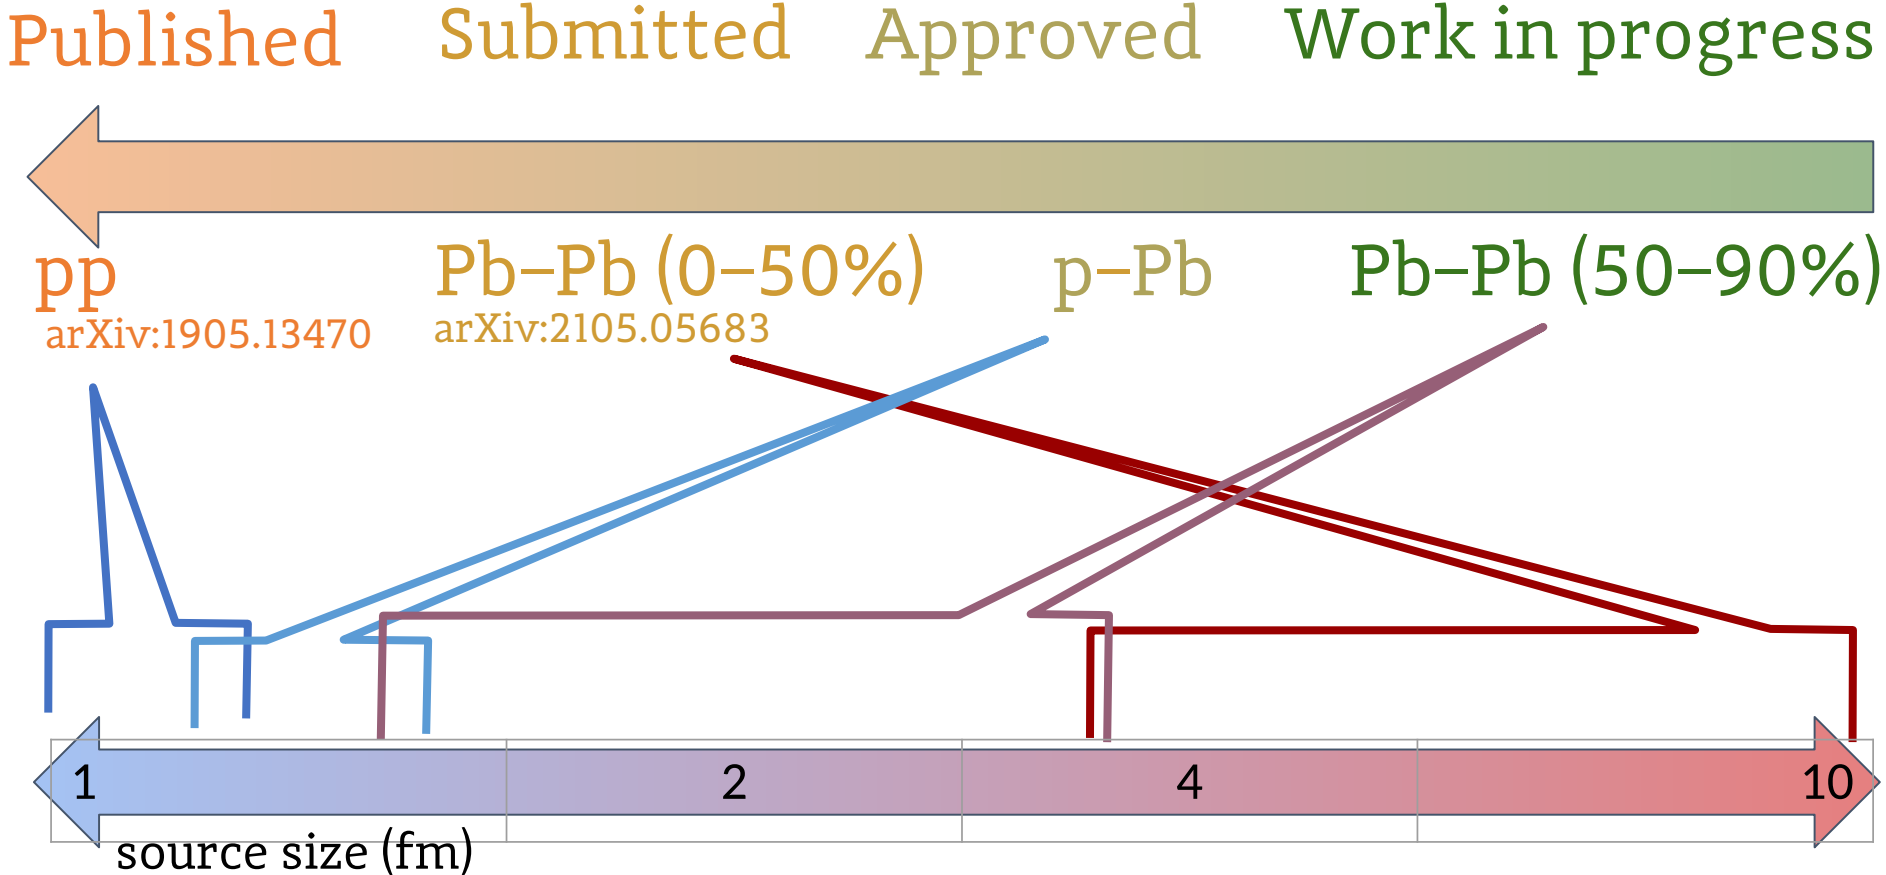 Published Submitted Approved Work in progress
pp Pb–Pb (0–50%) p–Pb Pb–Pb (50–90%)
arXiv:1905.13470 arXiv:2105.05683
1 2 4 10
source size (fm)